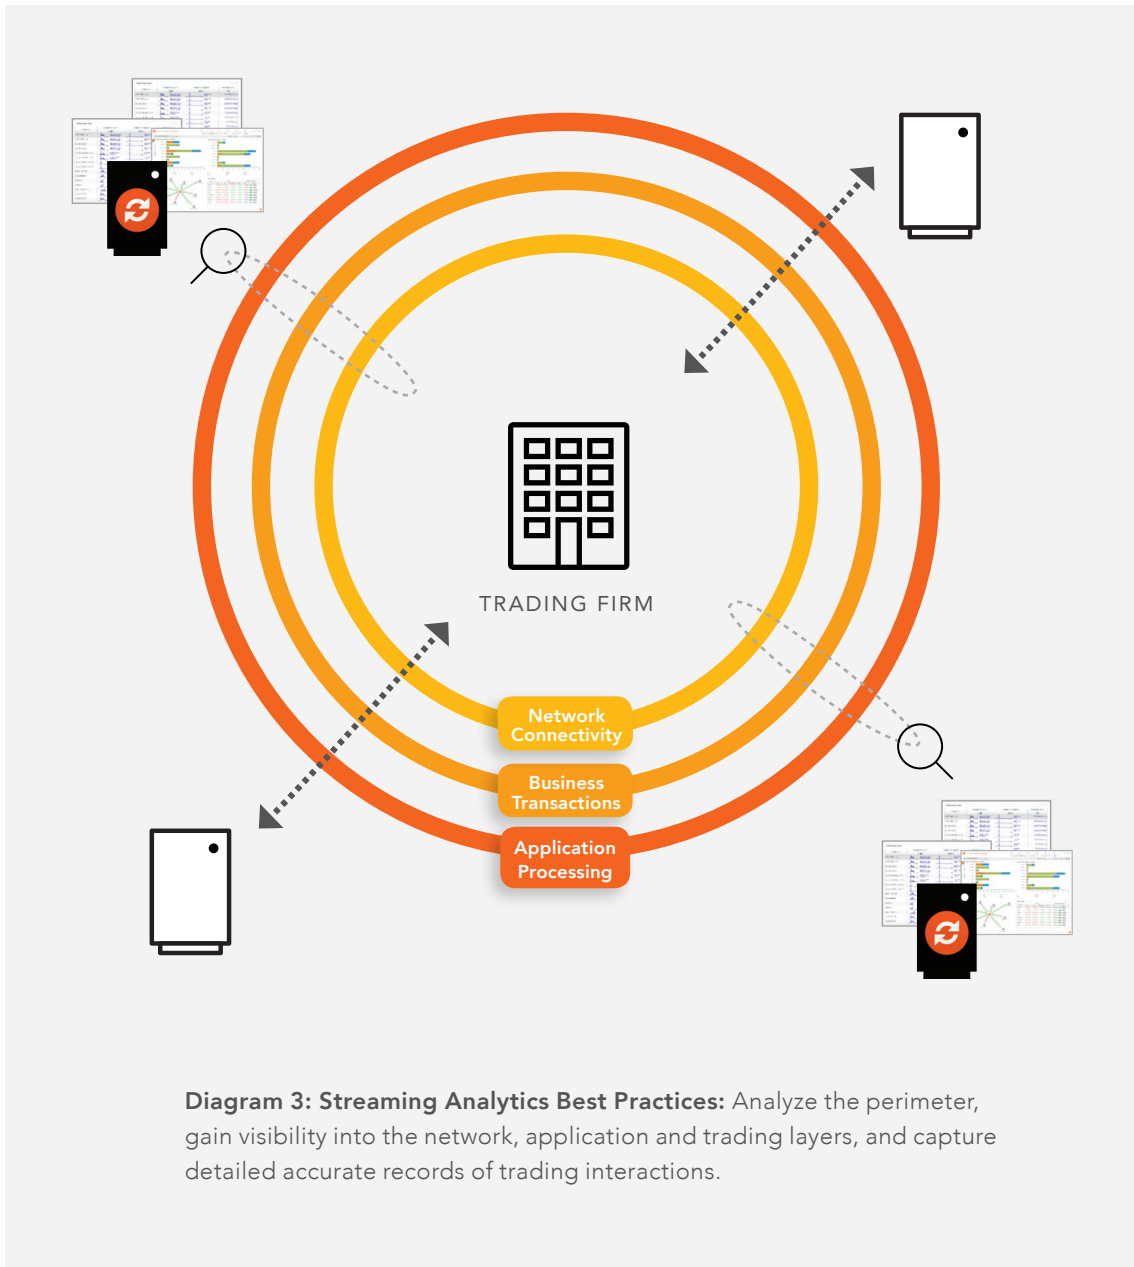 TRADING FIRM
Network
Connectivity
Business
Transactions
Application
Processing
Diagram 3: Streaming Analytics Best Practices: Analyze the perimeter,
gain visibility into the network, application and trading layers, and capture
detailed accurate records of trading interactions.